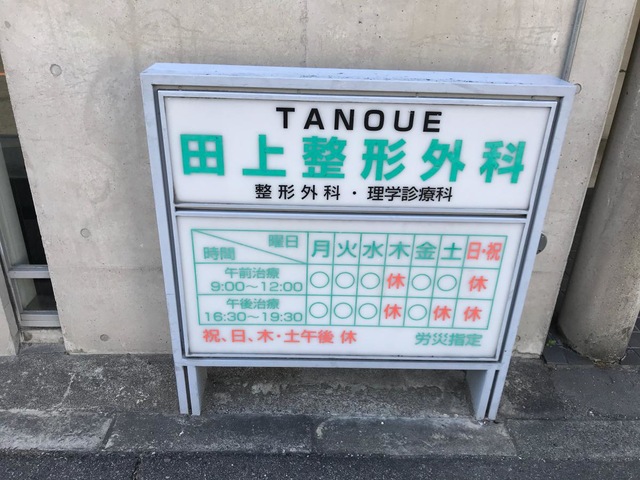 TANOUE
田上整形外科
整形外科・理学診療科
曜日 月 火 水 木 金 土 日・祝
時間
午前治療 9:00～12:00 ○ ○ ○ 休 ○ ○ 休
午後治療 16:30～19:30 ○ ○ ○ 休 ○ 休 休
祝、日、木・土午後 休 労災指定